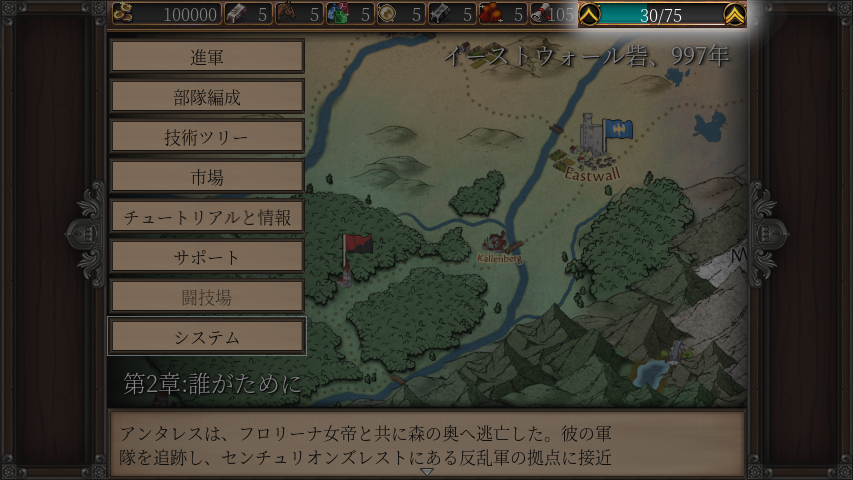 100000 5 5 5 5 5 5 105 30/75
イーストウォール砦、997年
進軍
部隊編成
技術ツリー
市場
チュートリアルと情報
サポート
闘技場
システム
Eastwall
Kallenberg
M
第2章:誰がために
アンタレスは、フロリーナ女帝と共に森の奥へ逃亡した。彼の軍
隊を追跡し、センチュリオンズレストにある反乱軍の拠点に接近